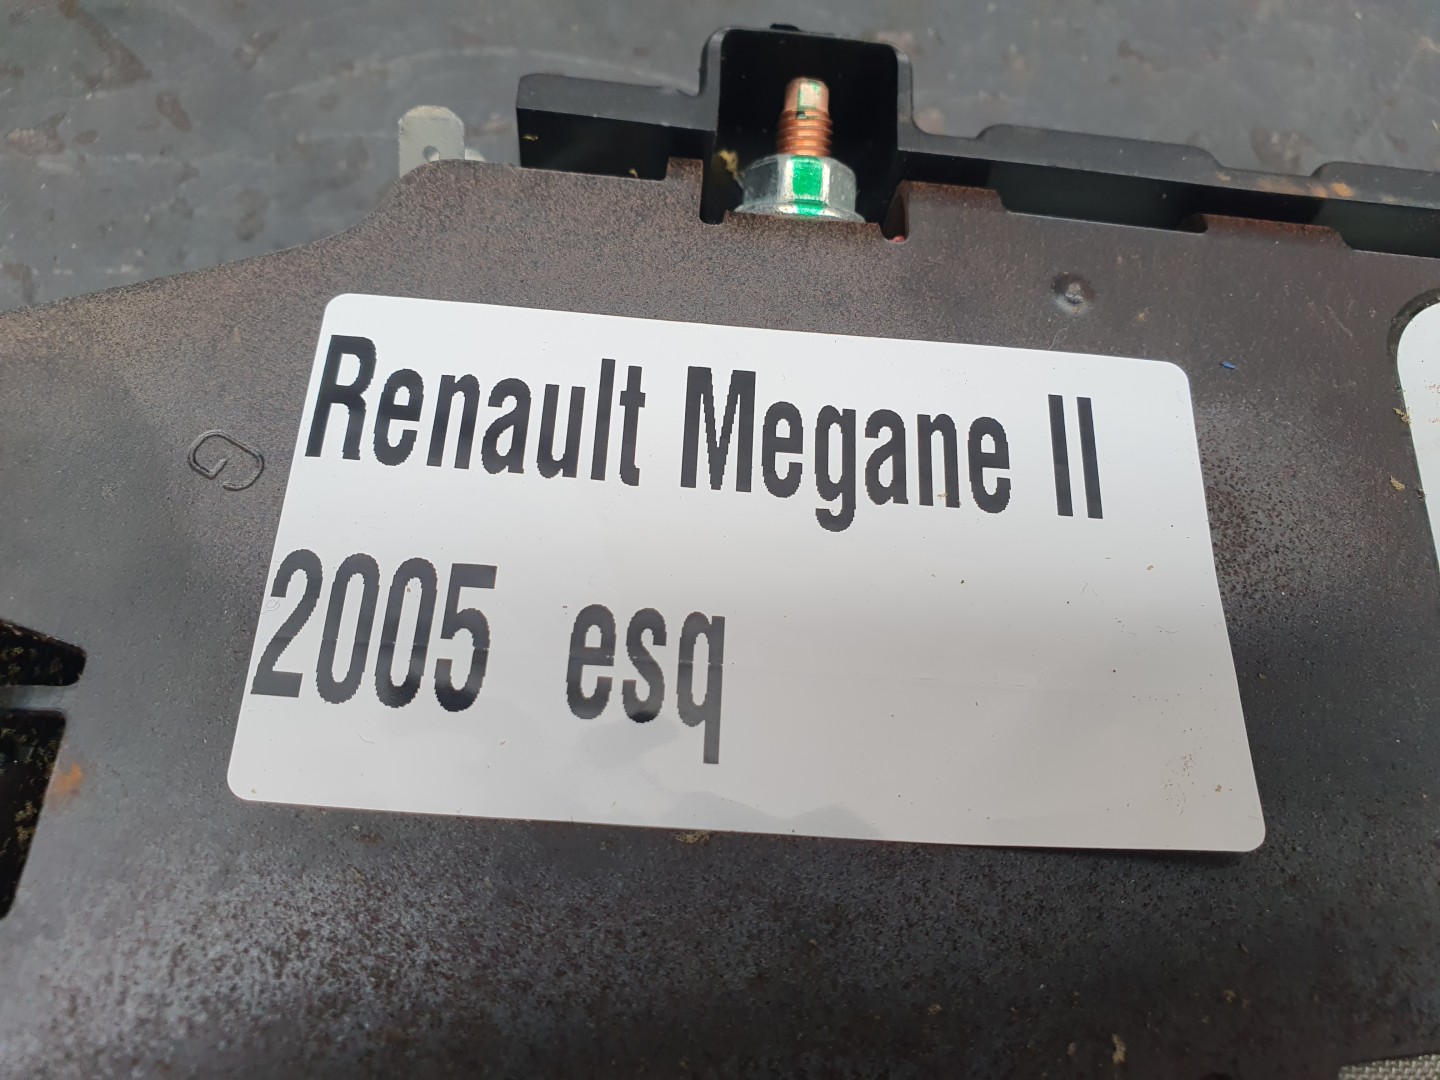 Renault Megane II
2005 esq
G